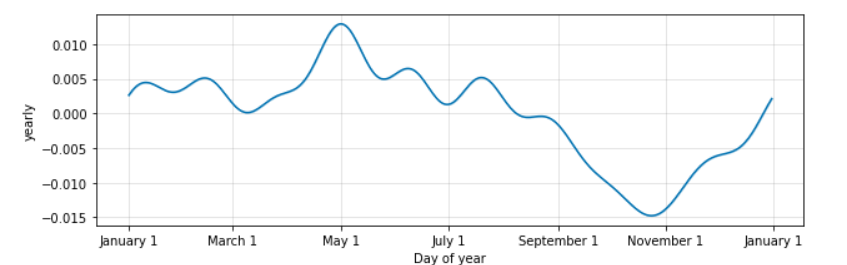 0.010
0.005
0.000
−0.005
−0.010
−0.015
yearly
January 1 March 1 May 1 July 1 September 1 November 1 January 1
Day of year